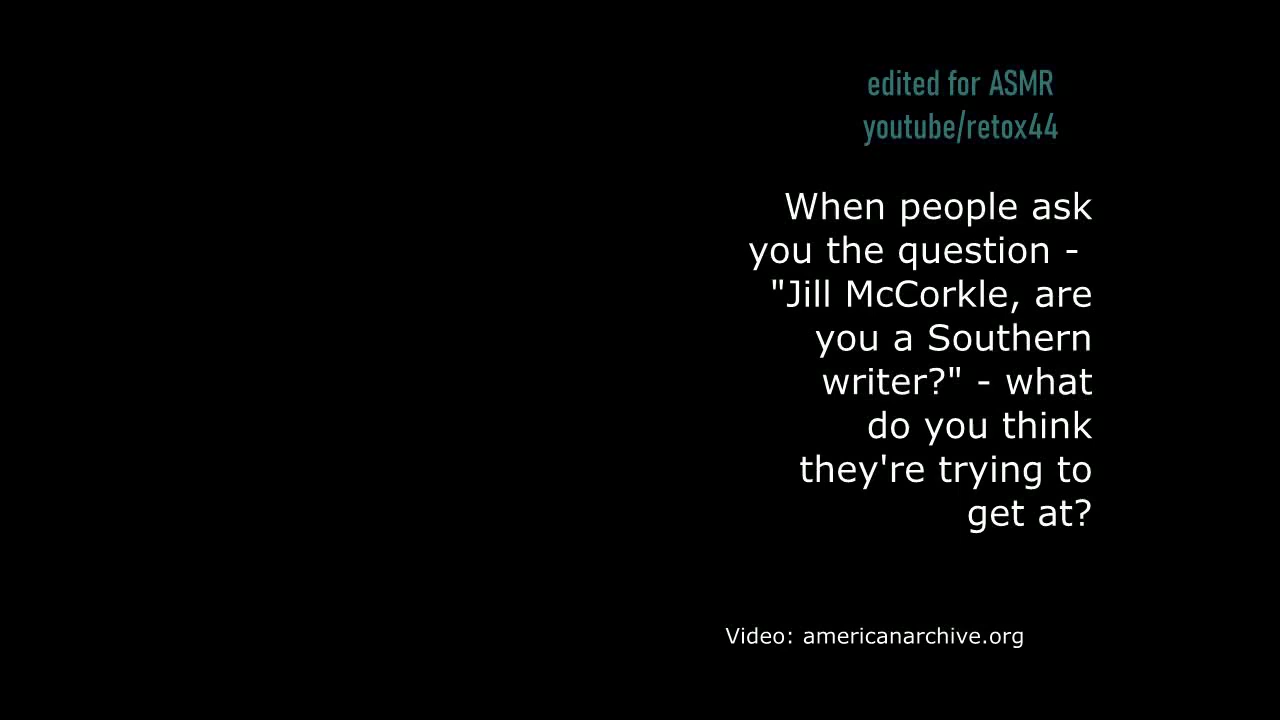 edited for ASMR
youtube/retox44
When people ask
you the question -
"Jill McCorkle, are
you a Southern
writer?" - what
do you think
they're trying to
get at?
Video: americanarchive.org